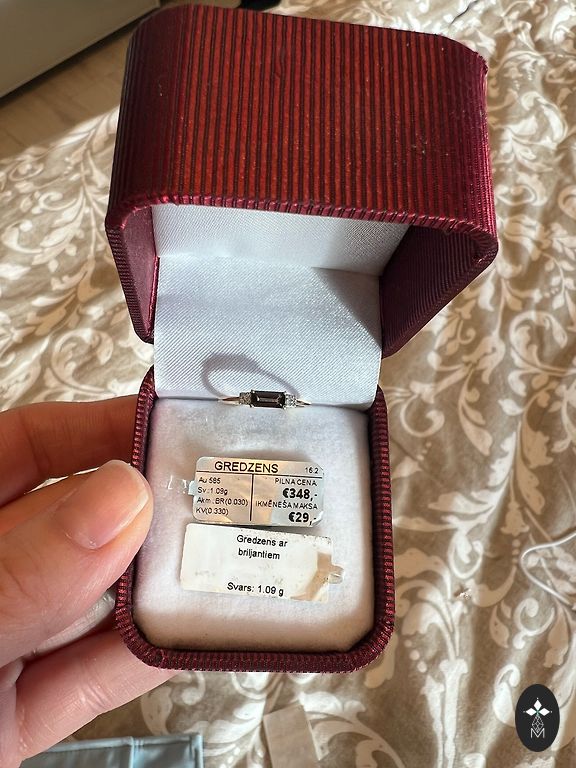 GREDZENS 16.2
Au 585
Sv.:1.09g
Akm.:BR(0.030)
KV(0.330)
PILNA CENA
€348,-
IKMĒNEŠA MAKSA
€29,-
Gredzens ar
briljantiem
Svars: 1.09 g